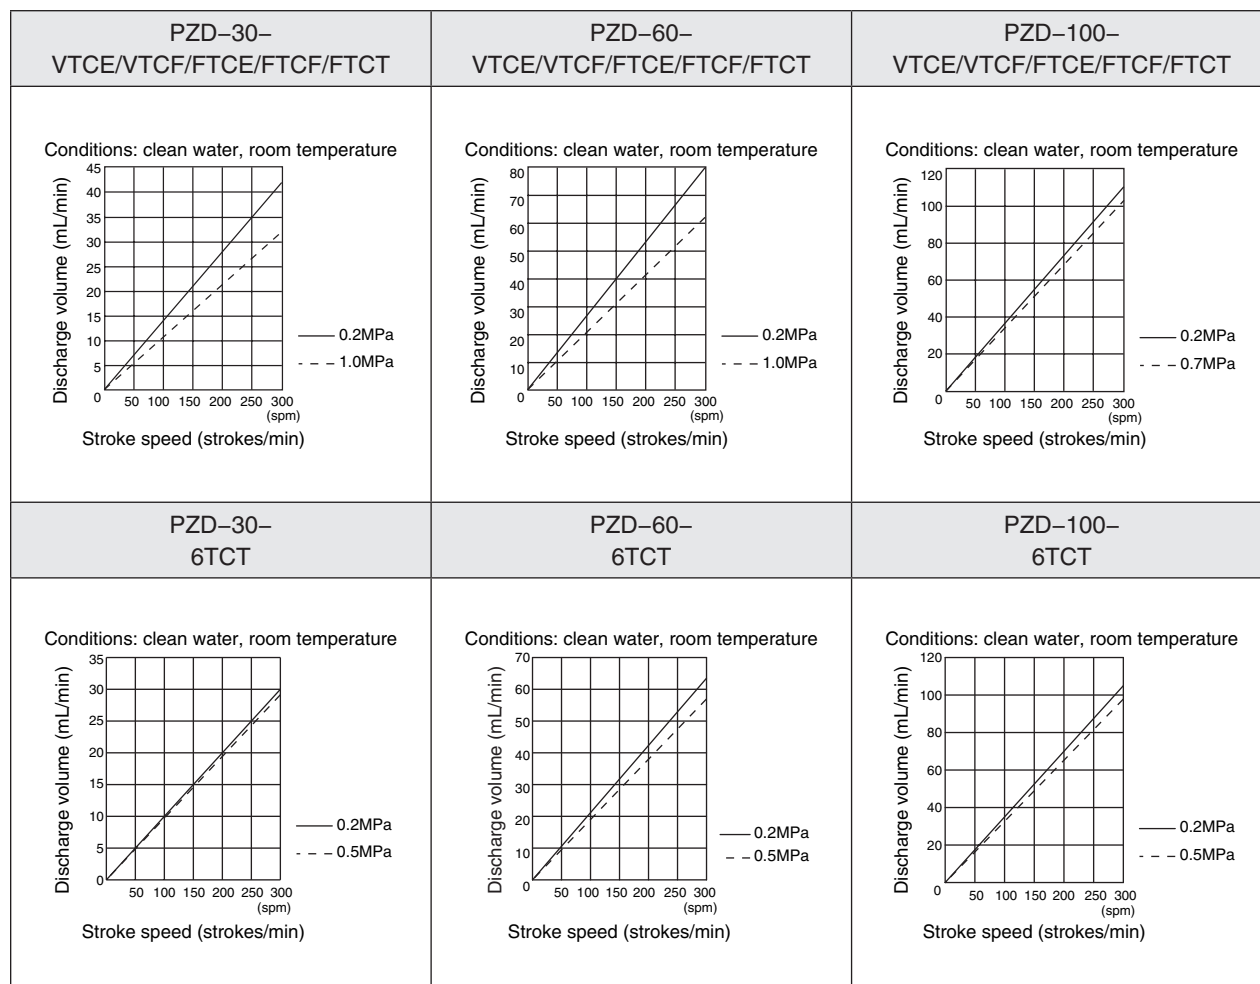 PZD–30–
VTCE/VTCF/FTCE/FTCF/FTCT
PZD–60–
VTCE/VTCF/FTCE/FTCF/FTCT
PZD–100–
VTCE/VTCF/FTCE/FTCF/FTCT
Conditions: clean water, room temperature
Discharge volume (mL/min)
45
40
35
30
25
20
15
10
5
0
50 100 150 200 250 300
(spm)
Stroke speed (strokes/min)
0.2MPa
1.0MPa
Conditions: clean water, room temperature
Discharge volume (mL/min)
80
70
60
50
40
30
20
10
0
50 100 150 200 250 300
(spm)
Stroke speed (strokes/min)
0.2MPa
1.0MPa
Conditions: clean water, room temperature
Discharge volume (mL/min)
120
100
80
60
40
20
0
50 100 150 200 250 300
(spm)
Stroke speed (strokes/min)
0.2MPa
0.7MPa
PZD–30–
6TCT
PZD–60–
6TCT
PZD–100–
6TCT
Conditions: clean water, room temperature
Discharge volume (mL/min)
35
30
25
20
15
10
5
0
50 100 150 200 250 300
(spm)
Stroke speed (strokes/min)
0.2MPa
0.5MPa
Conditions: clean water, room temperature
Discharge volume (mL/min)
70
60
50
40
30
20
10
0
50 100 150 200 250 300
(spm)
Stroke speed (strokes/min)
0.2MPa
0.5MPa
Conditions: clean water, room temperature
Discharge volume (mL/min)
120
100
80
60
40
20
0
50 100 150 200 250 300
(spm)
Stroke speed (strokes/min)
0.2MPa
0.5MPa